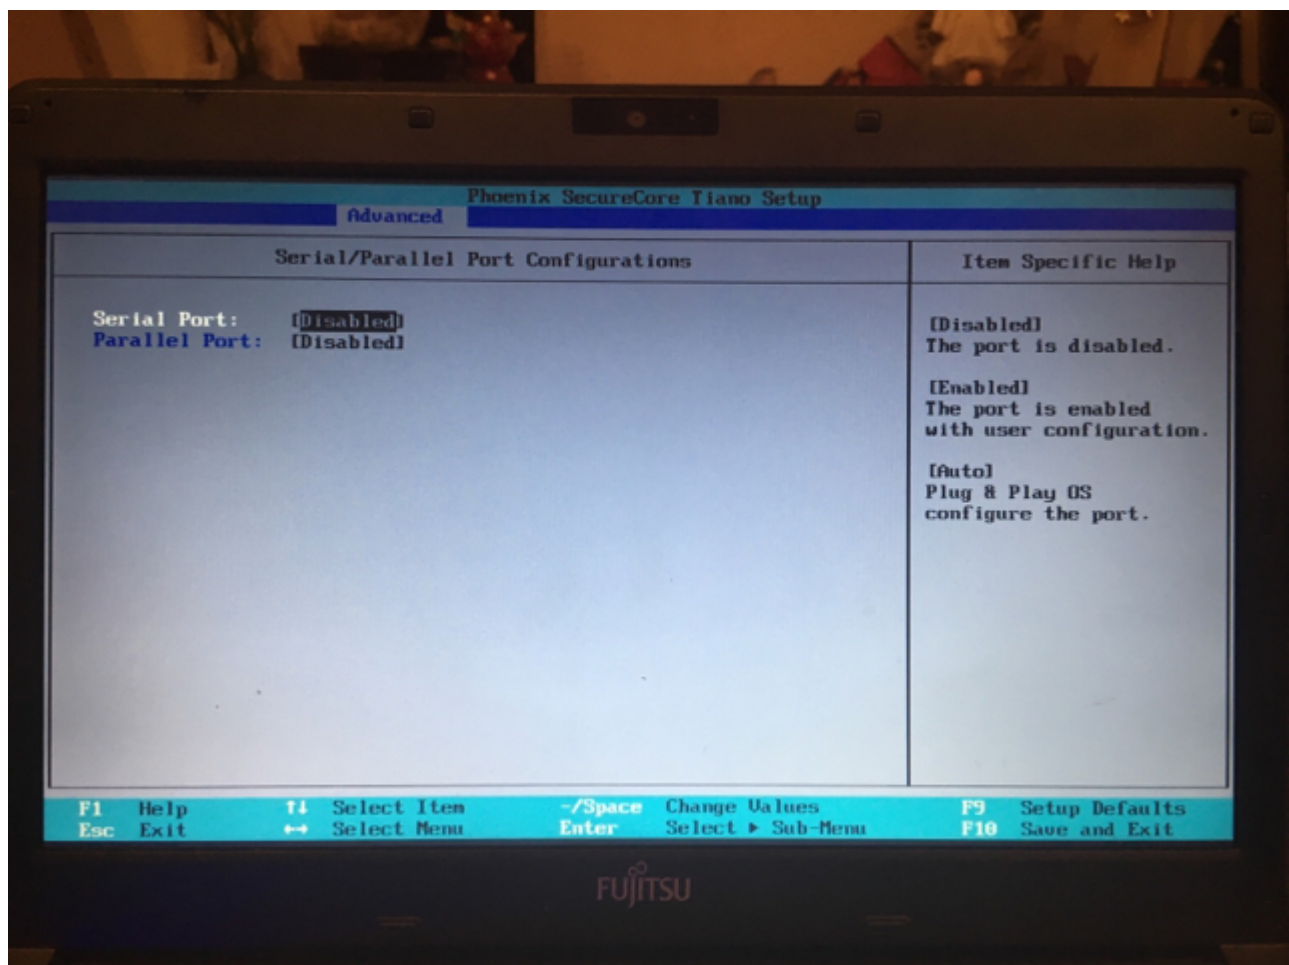 Phoenix SecureCore Tiano Setup
Advanced
Serial/Parallel Port Configurations
Serial Port: [Disabled]
Parallel Port: [Disabled]
Item Specific Help
[Disabled]
The port is disabled.
[Enabled]
The port is enabled
with user configuration.
[Auto]
Plug & Play OS
configure the port.
F1 Help ↑↓ Select Item -/Space Change Values F9 Setup Defaults
Esc Exit ←→ Select Menu Enter Select ▶ Sub-Menu F10 Save and Exit
FUJITSU